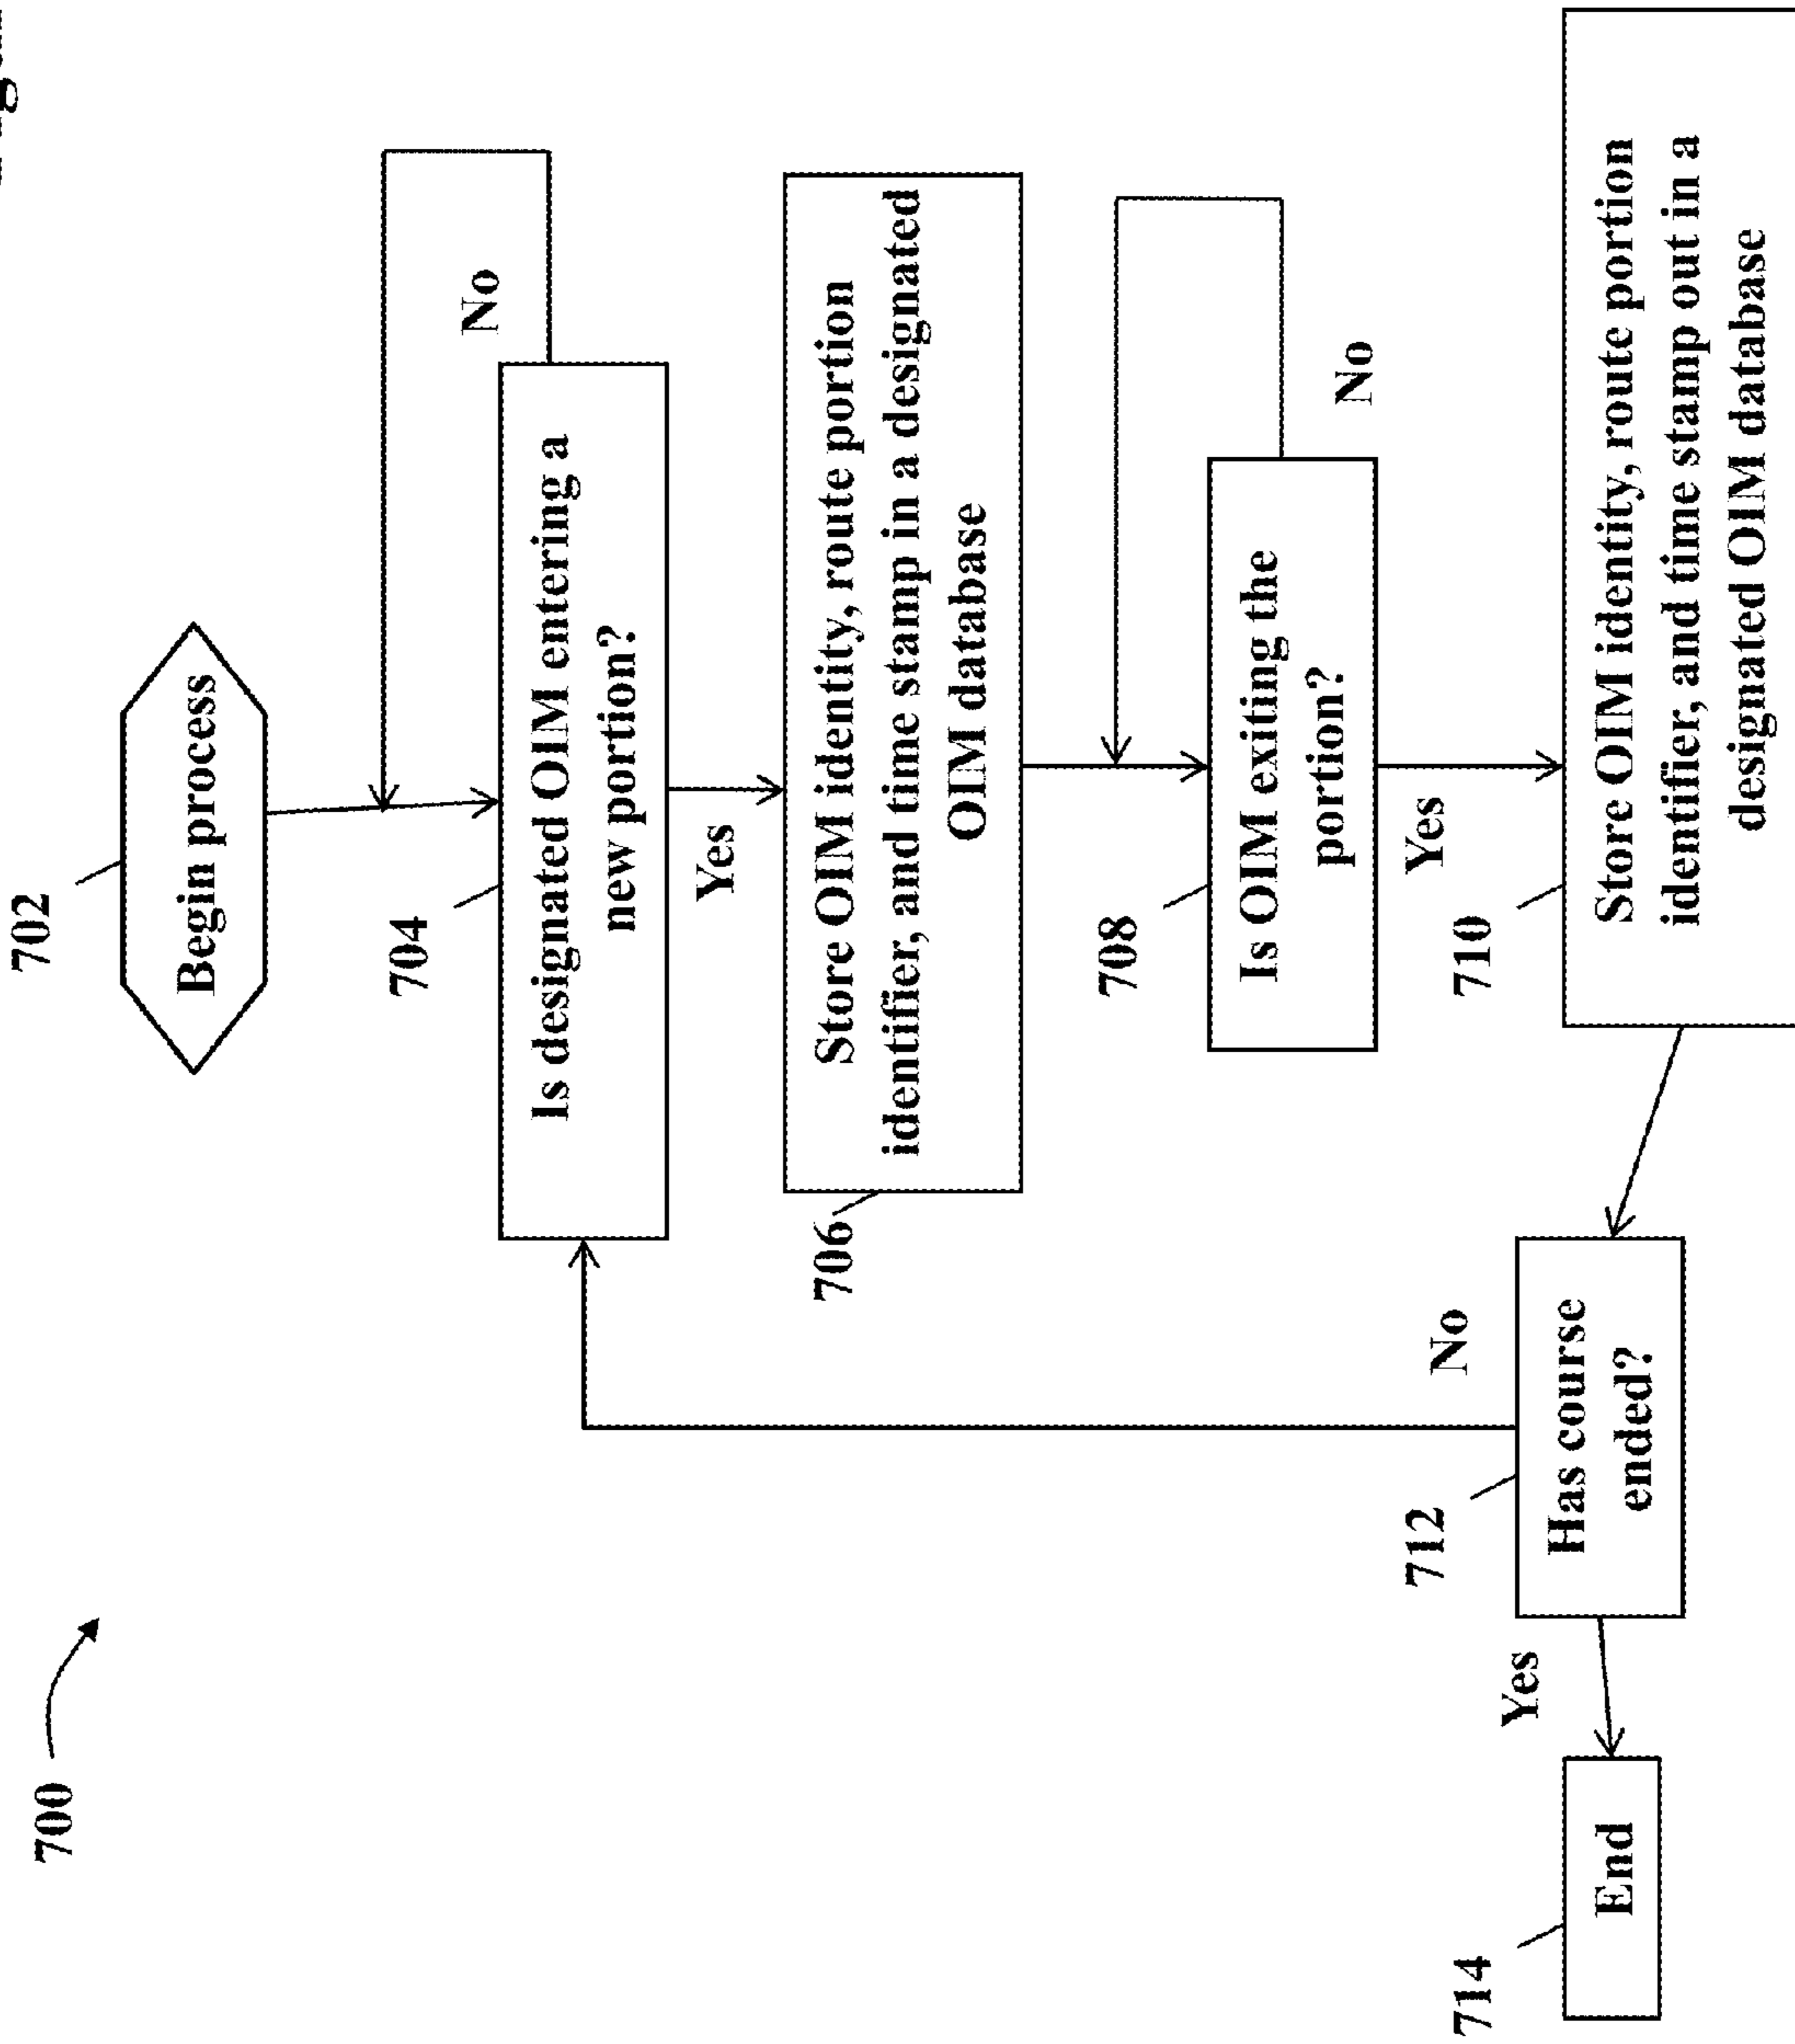 700
702
Begin process
No
704
Is designated OIM entering a
new portion?
Yes
706
Store OIM identity, route portion
identifier, and time stamp in a designated
OIM database
708
Is OIM exiting the
portion?
No
Yes
710
Store OIM identity, route portion
identifier, and time stamp out in a
designated OIM database
712
Has course
ended?
No
Yes
714
End